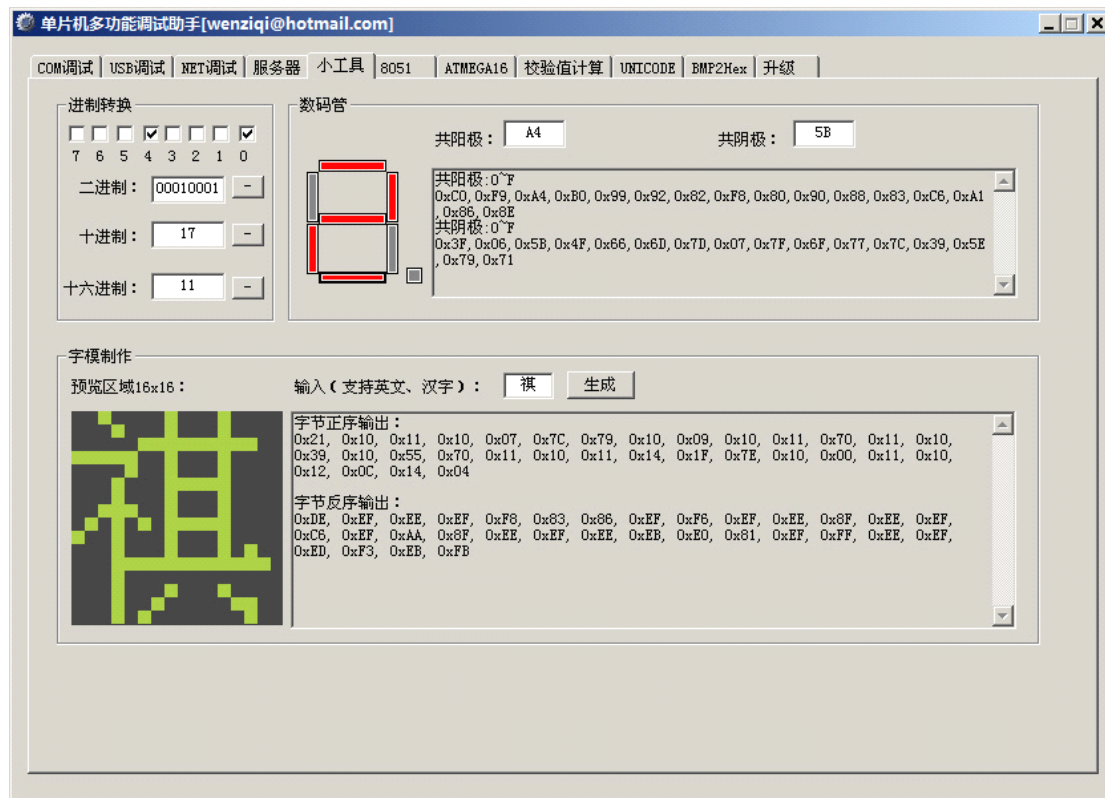 单片机多功能调试助手[wenziqi@hotmail.com]
COM调试 USB调试 NET调试 服务器 小工具 8051 ATMEGA16 校验值计算 UNICODE BMP2Hex 升级
进制转换
7 6 5 4 3 2 1 0
二进制： 00010001 -
十进制： 17 -
十六进制： 11 -
数码管
共阳极： A4 共阴极： 5B
共阳极:0~F
0xC0,0xF9,0xA4,0xB0,0x99,0x92,0x82,0xF8,0x80,0x90,0x88,0x83,0xC6,0xA1
,0x86,0x8E
共阴极:0~F
0x3F,0x06,0x5B,0x4F,0x66,0x6D,0x7D,0x07,0x7F,0x6F,0x77,0x7C,0x39,0x5E
,0x79,0x71
字模制作
预览区域16x16： 输入(支持英文、汉字)： 祺 生成
字节正序输出：
0x21, 0x10, 0x11, 0x10, 0x07, 0x7C, 0x79, 0x10, 0x09, 0x10, 0x11, 0x70, 0x11, 0x10,
0x39, 0x10, 0x55, 0x70, 0x11, 0x10, 0x11, 0x14, 0x1F, 0x7E, 0x10, 0x00, 0x11, 0x10,
0x12, 0x0C, 0x14, 0x04
字节反序输出：
0xDE, 0xEF, 0xEE, 0xEF, 0xF8, 0x83, 0x86, 0xEF, 0xF6, 0xEF, 0xEE, 0x8F, 0xEE, 0xEF,
0xC6, 0xEF, 0xAA, 0x8F, 0xEE, 0xEF, 0xEE, 0xEB, 0xE0, 0x81, 0xEF, 0xFF, 0xEE, 0xEF,
0xED, 0xF3, 0xEB, 0xFB